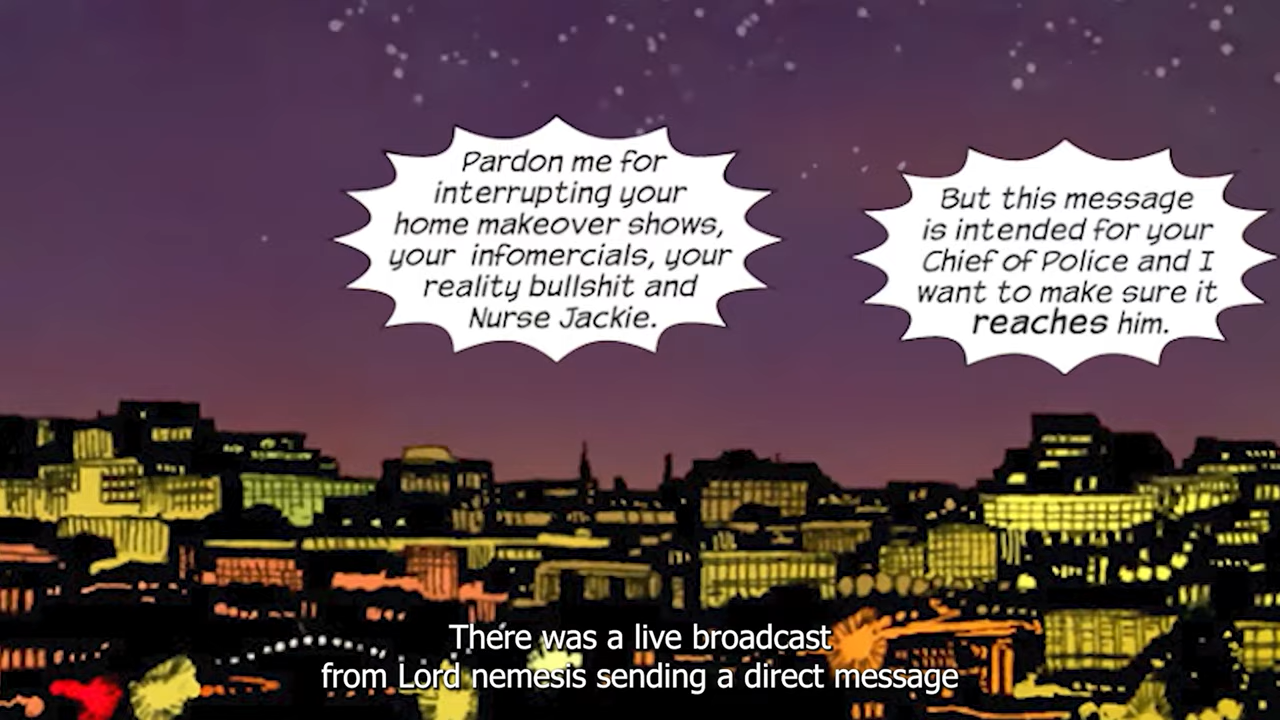 Pardon me for
interrupting your
home makeover shows,
your infomercials, your
reality bullshit and
Nurse Jackie.
But this message
is intended for your
Chief of Police and I
want to make sure it
reaches him.
There was a live broadcast
from Lord nemesis sending a direct message